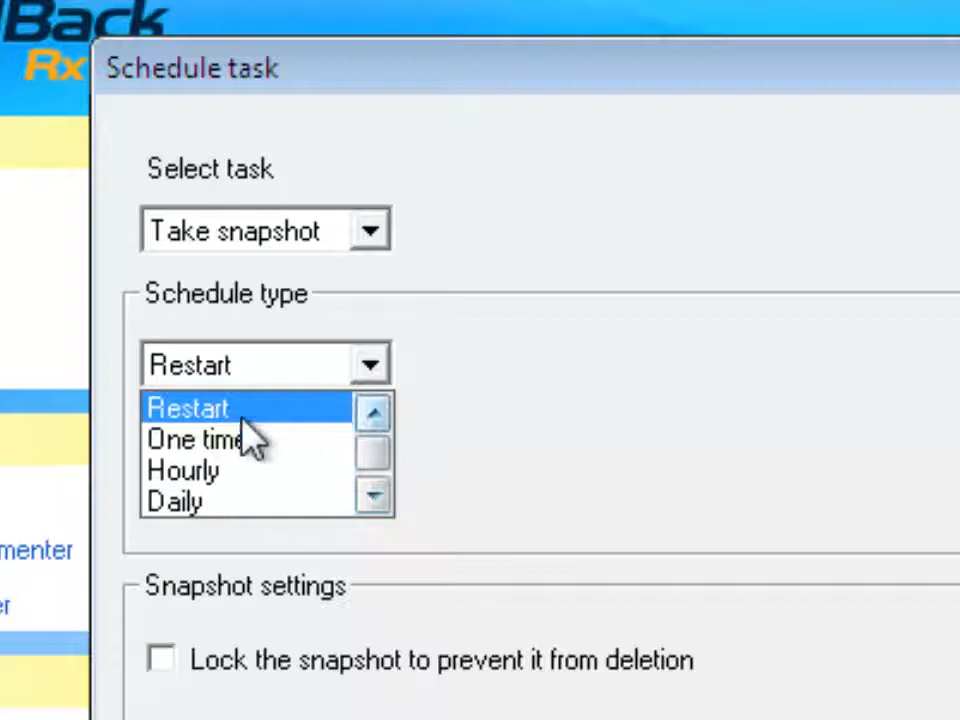 lBack
Rx
Schedule task
Select task
Take snapshot
Schedule type
Restart
Restart
One time
Hourly
Daily
menter
er
Snapshot settings
Lock the snapshot to prevent it from deletion